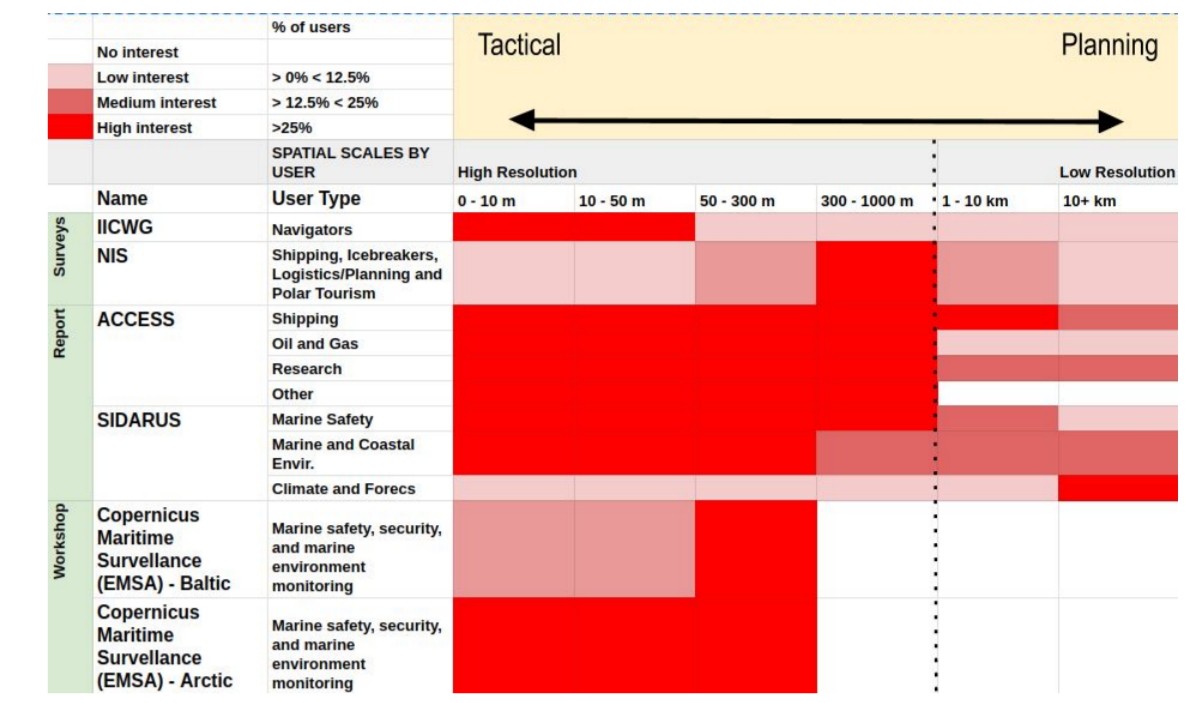 % of users
Tactical
Planning
No interest
Low interest > 0% < 12.5%
Medium interest > 12.5% < 25%
High interest >25%
SPATIAL SCALES BY
USER
High Resolution
Low Resolution
Name User Type 0 - 10 m 10 - 50 m 50 - 300 m 300 - 1000 m 1 - 10 km 10+ km
Surveys
IICWG Navigators
NIS Shipping, Icebreakers,
Logistics/Planning and
Polar Tourism
Report
ACCESS Shipping
Oil and Gas
Research
Other
SIDARUS Marine Safety
Marine and Coastal
Envir.
Climate and Forecs
Workshop
Copernicus
Maritime
Survellance
(EMSA) - Baltic
Marine safety, security,
and marine
environment
monitoring
Copernicus
Maritime
Survellance
(EMSA) - Arctic
Marine safety, security,
and marine
environment
monitoring